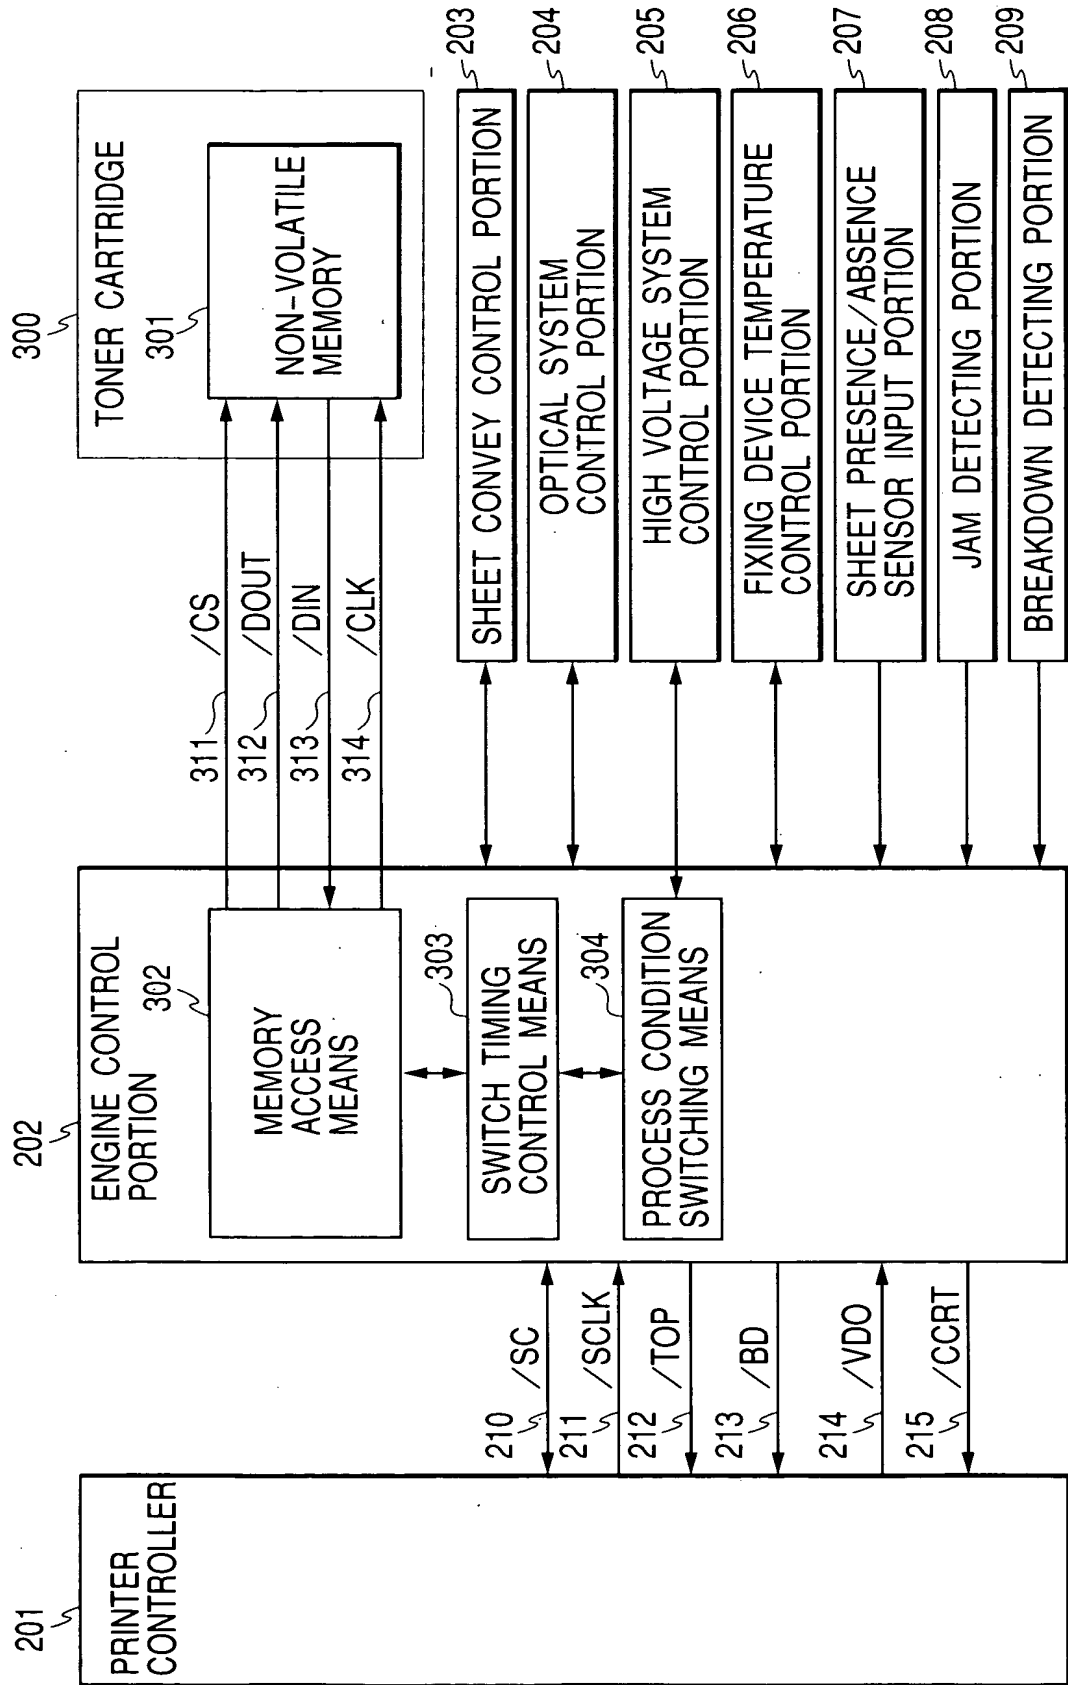 201
PRINTER
CONTROLLER
210
/SC
211
/SCLK
212
/TOP
213
/BD
214
/VDO
215
/CCRT
202
ENGINE CONTROL
PORTION
302
MEMORY
ACCESS
MEANS
303
SWITCH TIMING
CONTROL MEANS
304
PROCESS CONDITION
SWITCHING MEANS
311
/CS
312
/DOUT
313
/DIN
314
/CLK
300
TONER CARTRIDGE
301
NON-VOLATILE
MEMORY
SHEET CONVEY CONTROL PORTION
203
OPTICAL SYSTEM
CONTROL PORTION
204
HIGH VOLTAGE SYSTEM
CONTROL PORTION
205
FIXING DEVICE TEMPERATURE
CONTROL PORTION
206
SHEET PRESENCE/ABSENCE
SENSOR INPUT PORTION
207
JAM DETECTING PORTION
208
BREAKDOWN DETECTING PORTION
209